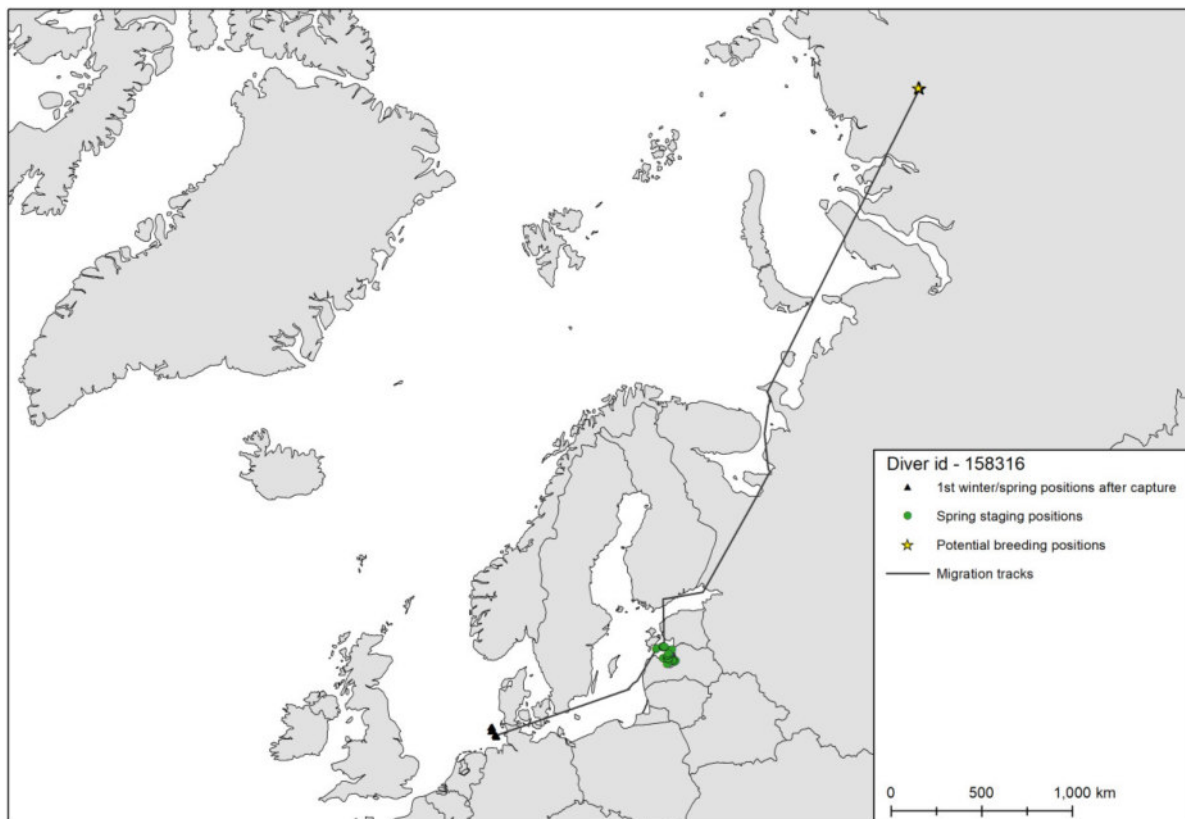 Diver id - 158316
1st winter/spring positions after capture
Spring staging positions
Potential breeding positions
Migration tracks
0 500 1,000 km